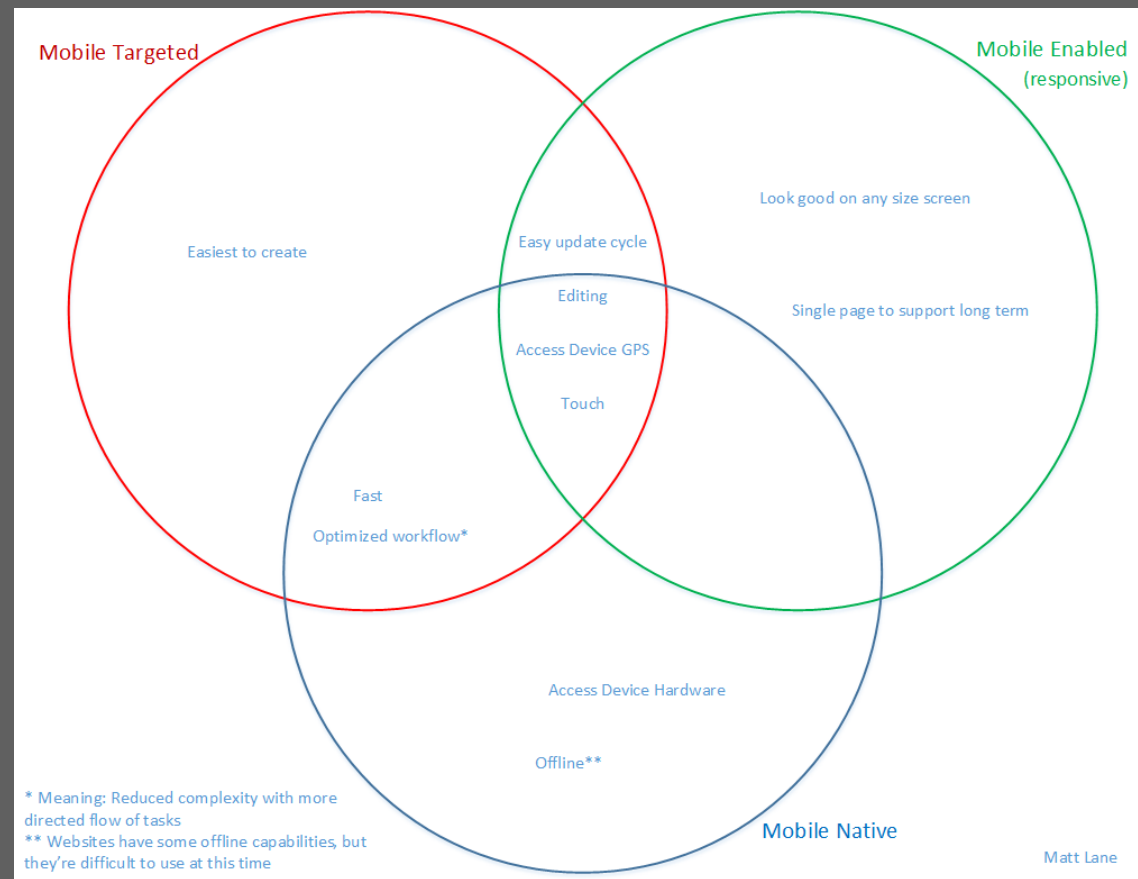 Mobile Targeted
Mobile Enabled
(responsive)
Look good on any size screen
Easy update cycle
Easiest to create
Editing
Single page to support long term
Access Device GPS
Touch
Fast
Optimized workflow*
Access Device Hardware
Offline**
* Meaning: Reduced complexity with more
directed flow of tasks
** Websites have some offline capabilities, but
they're difficult to use at this time
Mobile Native
Matt Lane